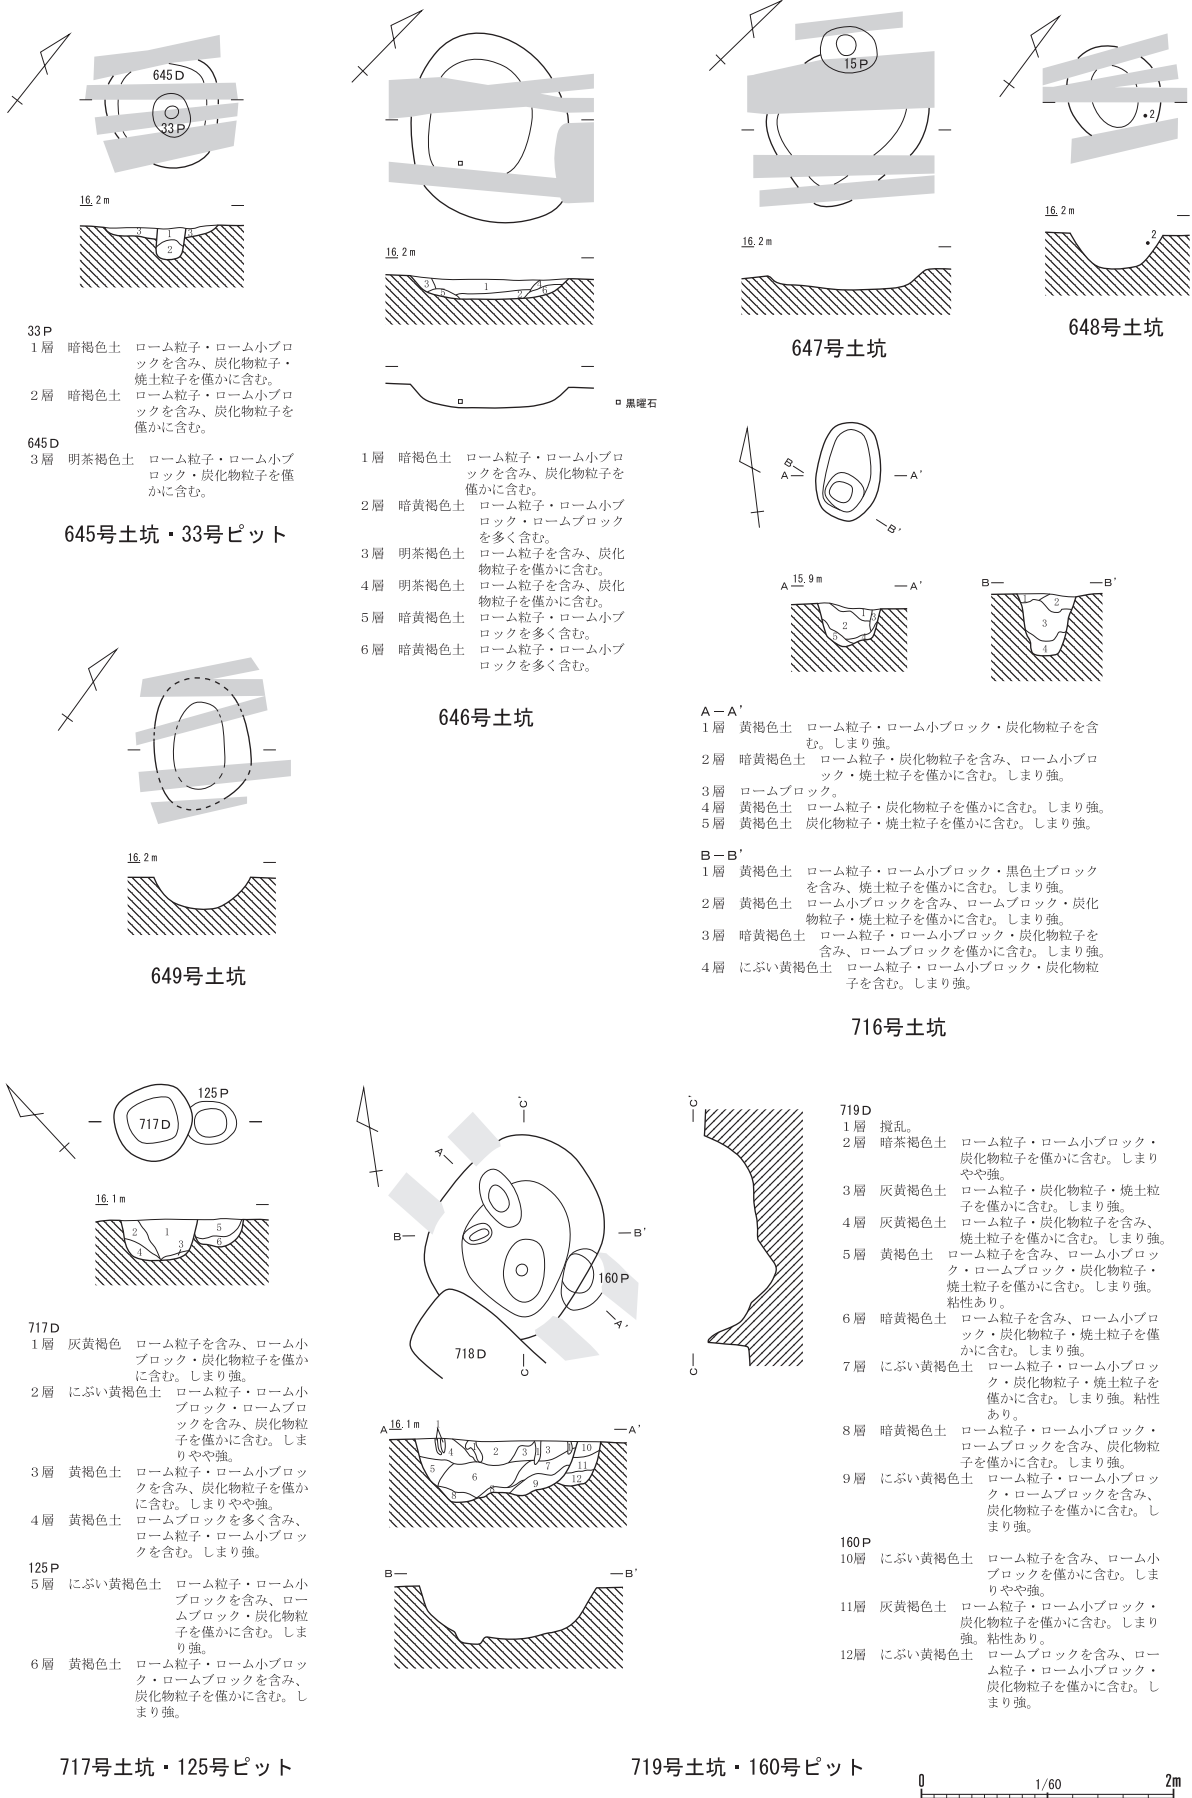 645D
33P
16.2m
3
1
3
2
33P
1層 暗褐色土 ローム粒子・ローム小ブロ
ックを含み、炭化物粒子・
焼土粒子を僅かに含む。
2層 暗褐色土 ローム粒子・ローム小ブロ
ックを含み、炭化物粒子を
僅かに含む。
645D
3層 明茶褐色土 ローム粒子・ローム小ブ
ロック・炭化物粒子を僅
かに含む。
645号土坑・33号ピット
16.2m
3
5
1
2
4
6
黒曜石
1層 暗褐色土 ローム粒子・ローム小ブロ
ックを含み、炭化物粒子を
僅かに含む。
2層 暗黄褐色土 ローム粒子・ローム小ブ
ロック・ロームブロック
を多く含む。
3層 明茶褐色土 ローム粒子を含み、炭化
物粒子を僅かに含む。
4層 明茶褐色土 ローム粒子を含み、炭化
物粒子を僅かに含む。
5層 暗黄褐色土 ローム粒子・ローム小ブ
ロックを多く含む。
6層 暗黄褐色土 ローム粒子・ローム小ブ
ロックを多く含む。
646号土坑
15P
16.2m
647号土坑
2
16.2m
2
648号土坑
16.2m
649号土坑
B
A
A'
B'
A
15.9m
A'
1
3
2
5
4
B
B'
1
2
3
4
A-A'
1層 黄褐色土 ローム粒子・ローム小ブロック・炭化物粒子を含
む。しまり強。
2層 暗黄褐色土 ローム粒子・炭化物粒子を含み、ローム小ブロ
ック・焼土粒子を僅かに含む。しまり強。
3層 ロームブロック。
4層 黄褐色土 ローム粒子・炭化物粒子を僅かに含む。しまり強。
5層 黄褐色土 炭化物粒子・焼土粒子を僅かに含む。しまり強。
B-B'
1層 黄褐色土 ローム粒子・ローム小ブロック・黒色土ブロック
を含み、焼土粒子を僅かに含む。しまり強。
2層 黄褐色土 ローム小ブロックを含み、ロームブロック・炭化
物粒子・焼土粒子を僅かに含む。しまり強。
3層 暗黄褐色土 ローム粒子・ローム小ブロック・炭化物粒子を
含み、ロームブロックを僅かに含む。しまり強。
4層 にぶい黄褐色土 ローム粒子・ローム小ブロック・炭化物粒
子を含む。しまり強。
716号土坑
125P
717D
16.1m
2
1
5
4
3
6
717D
1層 灰黄褐色 ローム粒子を含み、ローム小
ブロック・炭化物粒子を僅か
に含む。しまり強。
2層 にぶい黄褐色土 ローム粒子・ローム小
ブロック・ロームブロ
ックを含み、炭化物粒
子を僅かに含む。しま
りやや強。
3層 黄褐色土 ローム粒子・ローム小ブロッ
クを含み、炭化物粒子を僅か
に含む。しまりやや強。
4層 黄褐色土 ロームブロックを多く含み、
ローム粒子・ローム小ブロッ
クを含む。しまり強。
125P
5層 にぶい黄褐色土 ローム粒子・ローム小
ブロックを含み、ロー
ムブロック・炭化物粒
子を僅かに含む。しま
り強。
6層 黄褐色土 ローム粒子・ローム小ブロッ
ク・ロームブロックを含み、
炭化物粒子を僅かに含む。し
まり強。
717号土坑・125号ピット
C'
A
B
B'
160P
A'
718D
C
C'
C
A
16.1m
1
A'
4
2
3
4
3
10
5
6
7
11
8
8
9
12
B
B'
719D
1層 撹乱。
2層 暗茶褐色土 ローム粒子・ローム小ブロック・
炭化物粒子を僅かに含む。しまり
やや強。
3層 灰黄褐色土 ローム粒子・炭化物粒子・焼土粒
子を僅かに含む。しまり強。
4層 灰黄褐色土 ローム粒子・炭化物粒子を含み、
焼土粒子を僅かに含む。しまり強。
5層 黄褐色土 ローム粒子を含み、ローム小ブロッ
ク・ロームブロック・炭化物粒子・
焼土粒子を僅かに含む。しまり強。
粘性あり。
6層 暗黄褐色土 ローム粒子を含み、ローム小ブロ
ック・炭化物粒子・焼土粒子を僅
かに含む。しまり強。
7層 にぶい黄褐色土 ローム粒子・ローム小ブロッ
ク・炭化物粒子・焼土粒子を
僅かに含む。しまり強。粘性
あり。
8層 暗黄褐色土 ローム粒子・ローム小ブロック・
ロームブロックを含み、炭化物粒
子を僅かに含む。しまり強。
9層 にぶい黄褐色土 ローム粒子・ローム小ブロッ
ク・ロームブロックを含み、
炭化物粒子を僅かに含む。し
まり強。
160P
10層 にぶい黄褐色土 ローム粒子を含み、ローム小
ブロックを僅かに含む。しま
りやや強。
11層 灰黄褐色土 ローム粒子・ローム小ブロック・
炭化物粒子を僅かに含む。しまり
強。粘性あり。
12層 にぶい黄褐色土 ロームブロックを含み、ロー
ム粒子・ローム小ブロック・
炭化物粒子を僅かに含む。し
まり強。
719号土坑・160号ピット
0
1/60
2m